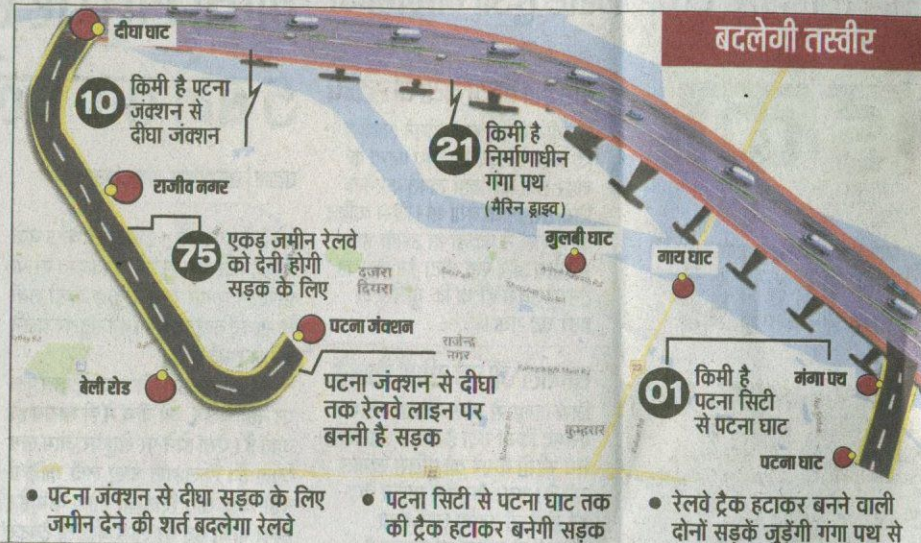 बदलेगी तस्वीर
दीघा घाट
10
किमी है पटना
जंक्शन से
दीघा जंक्शन
21
किमी है
निर्माणाधीन
गंगा पथ
(मैरिन ड्राइव)
राजीव नगर
75
एकड़ जमीन रेलवे
को देनी होगी
सड़क के लिए
दजरा
दियरा
गुलबी घाट
गाय घाट
पटना जंक्शन
राजेन्द्र
नगर
बेली रोड
पटना जंक्शन से दीघा
तक रेलवे लाइन पर
बननी है सड़क
कुम्हरार
01
किमी है
पटना सिटी
से पटना घाट
गंगा पथ
पटना घाट
• पटना जंक्शन से दीघा सड़क के लिए
जमीन देने की शर्त बदलेगा रेलवे
• पटना सिटी से पटना घाट तक
की ट्रैक हटाकर बनेगी सड़क
• रेलवे ट्रैक हटाकर बनने वाली
दोनों सड़कें जुड़ेंगी गंगा पथ से